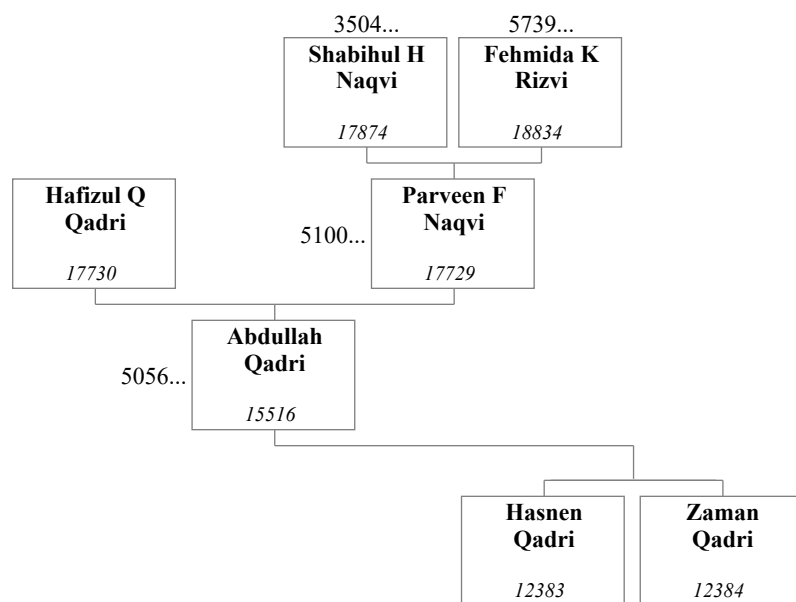 3504...
5739...
Shabihul H
Naqvi
17874
Fehmida K
Rizvi
18834
Hafizul Q
Qadri
17730
5100...
Parveen F
Naqvi
17729
5056...
Abdullah
Qadri
15516
Hasnen
Qadri
12383
Zaman
Qadri
12384